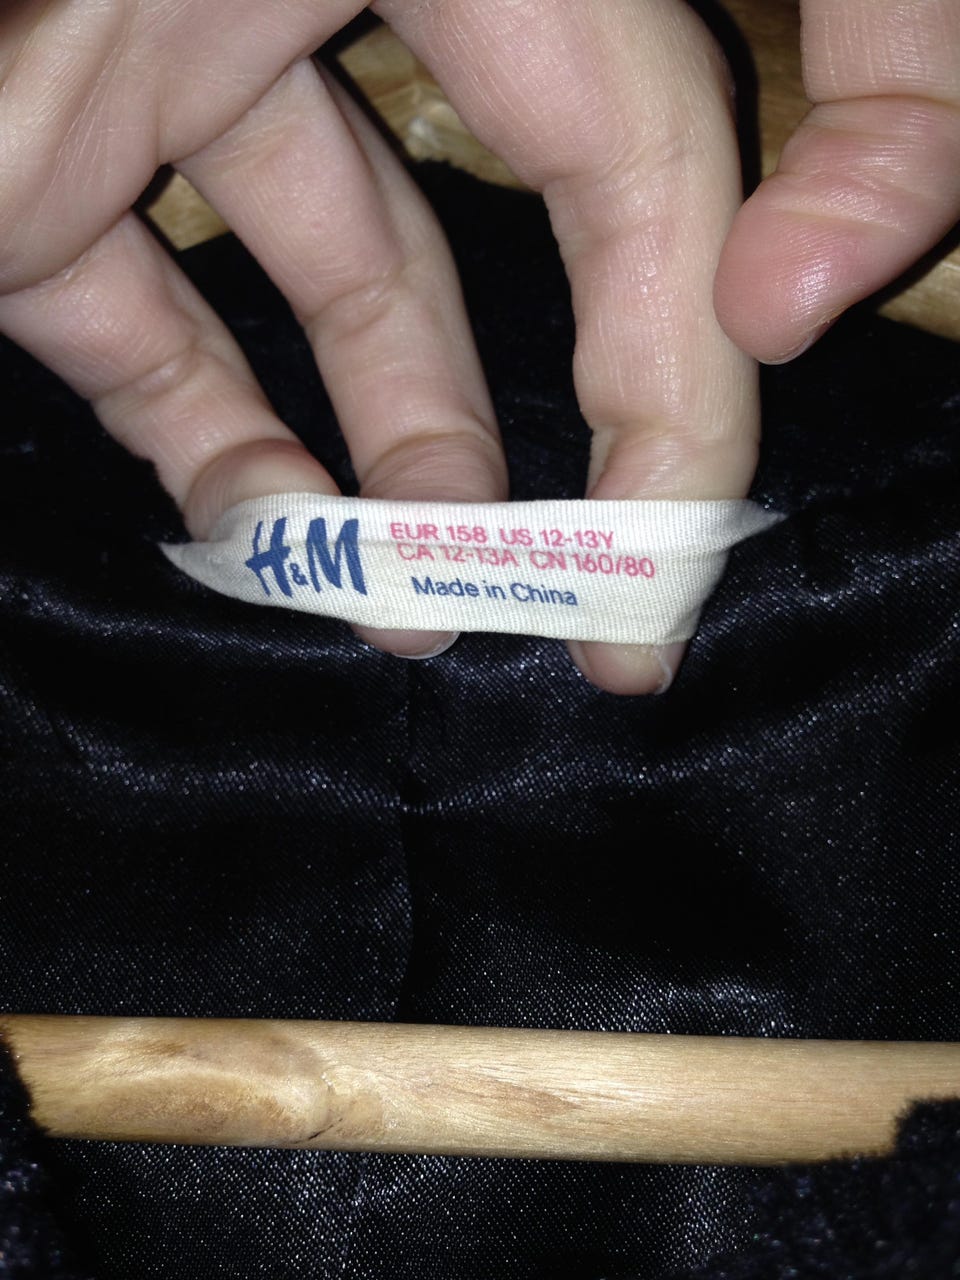 H&M
EUR 158 US 12-13Y
CA 12-13A CN 160/80
Made in China